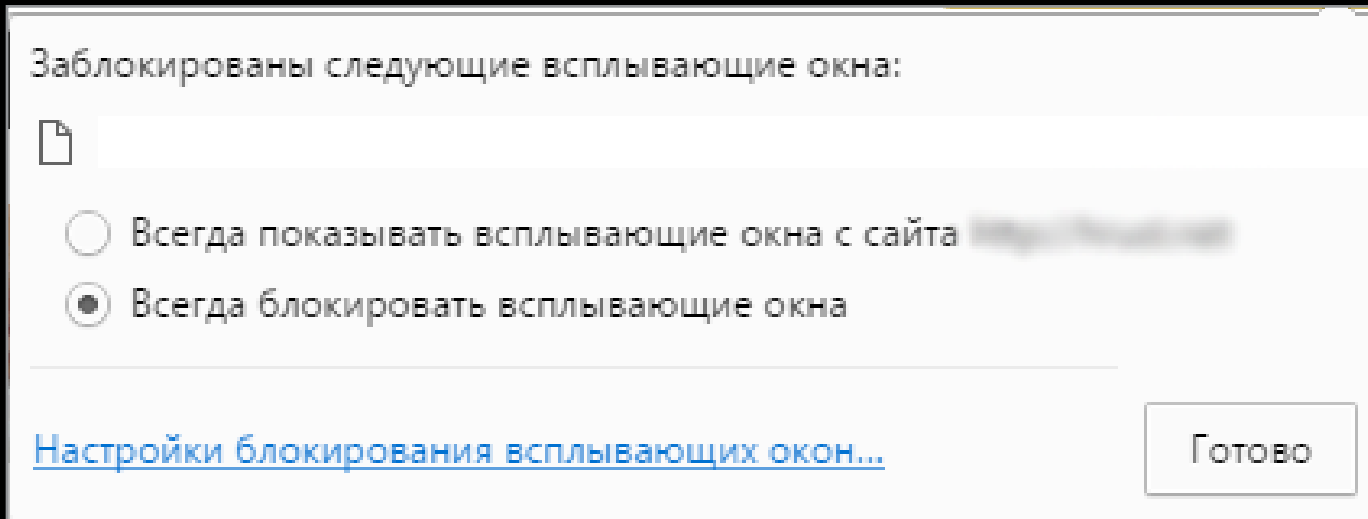 Заблокированы следующие всплывающие окна:
Всегда показывать всплывающие окна с сайта
Всегда блокировать всплывающие окна
Настройки блокирования всплывающих окон...
Готово